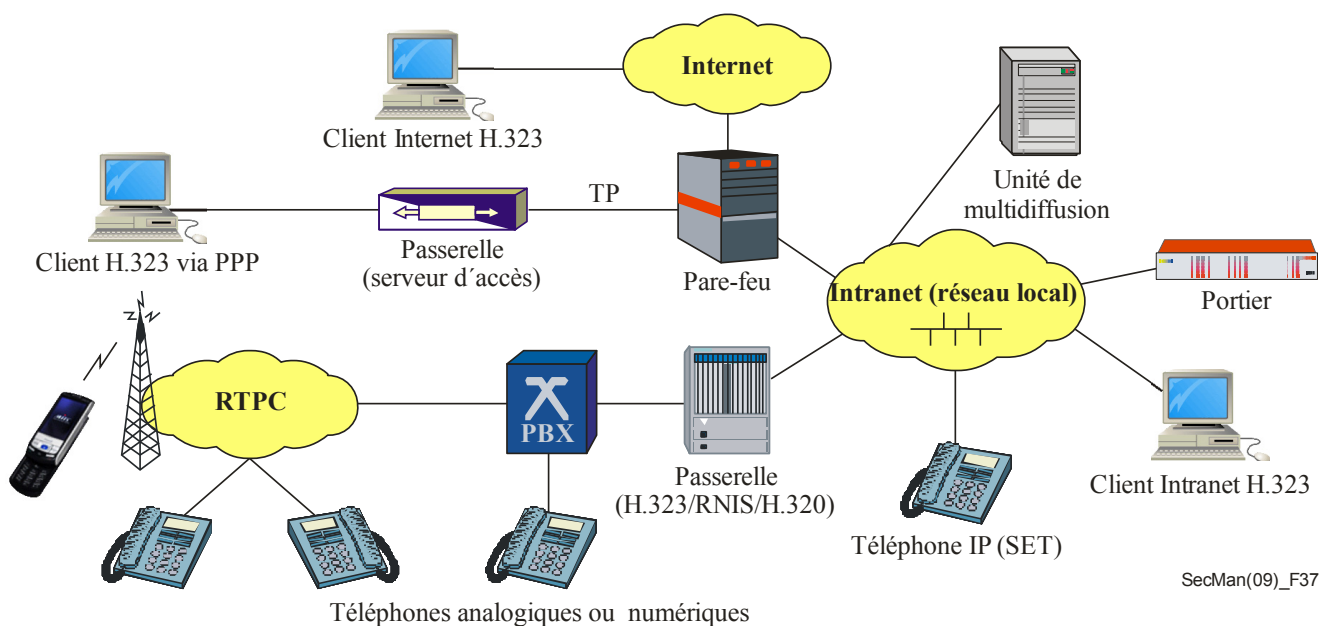 Internet
Client Internet H.323
Unité de
multidiffusion
TP
Client H.323 via PPP
Passerelle
(serveur d´accès)
Pare-feu
Intranet (réseau local)
Portier
RTPC
PBX
Passerelle
(H.323/RNIS/H.320)
Client Intranet H.323
Téléphone IP (SET)
SecMan(09)_F37
Téléphones analogiques ou numériques